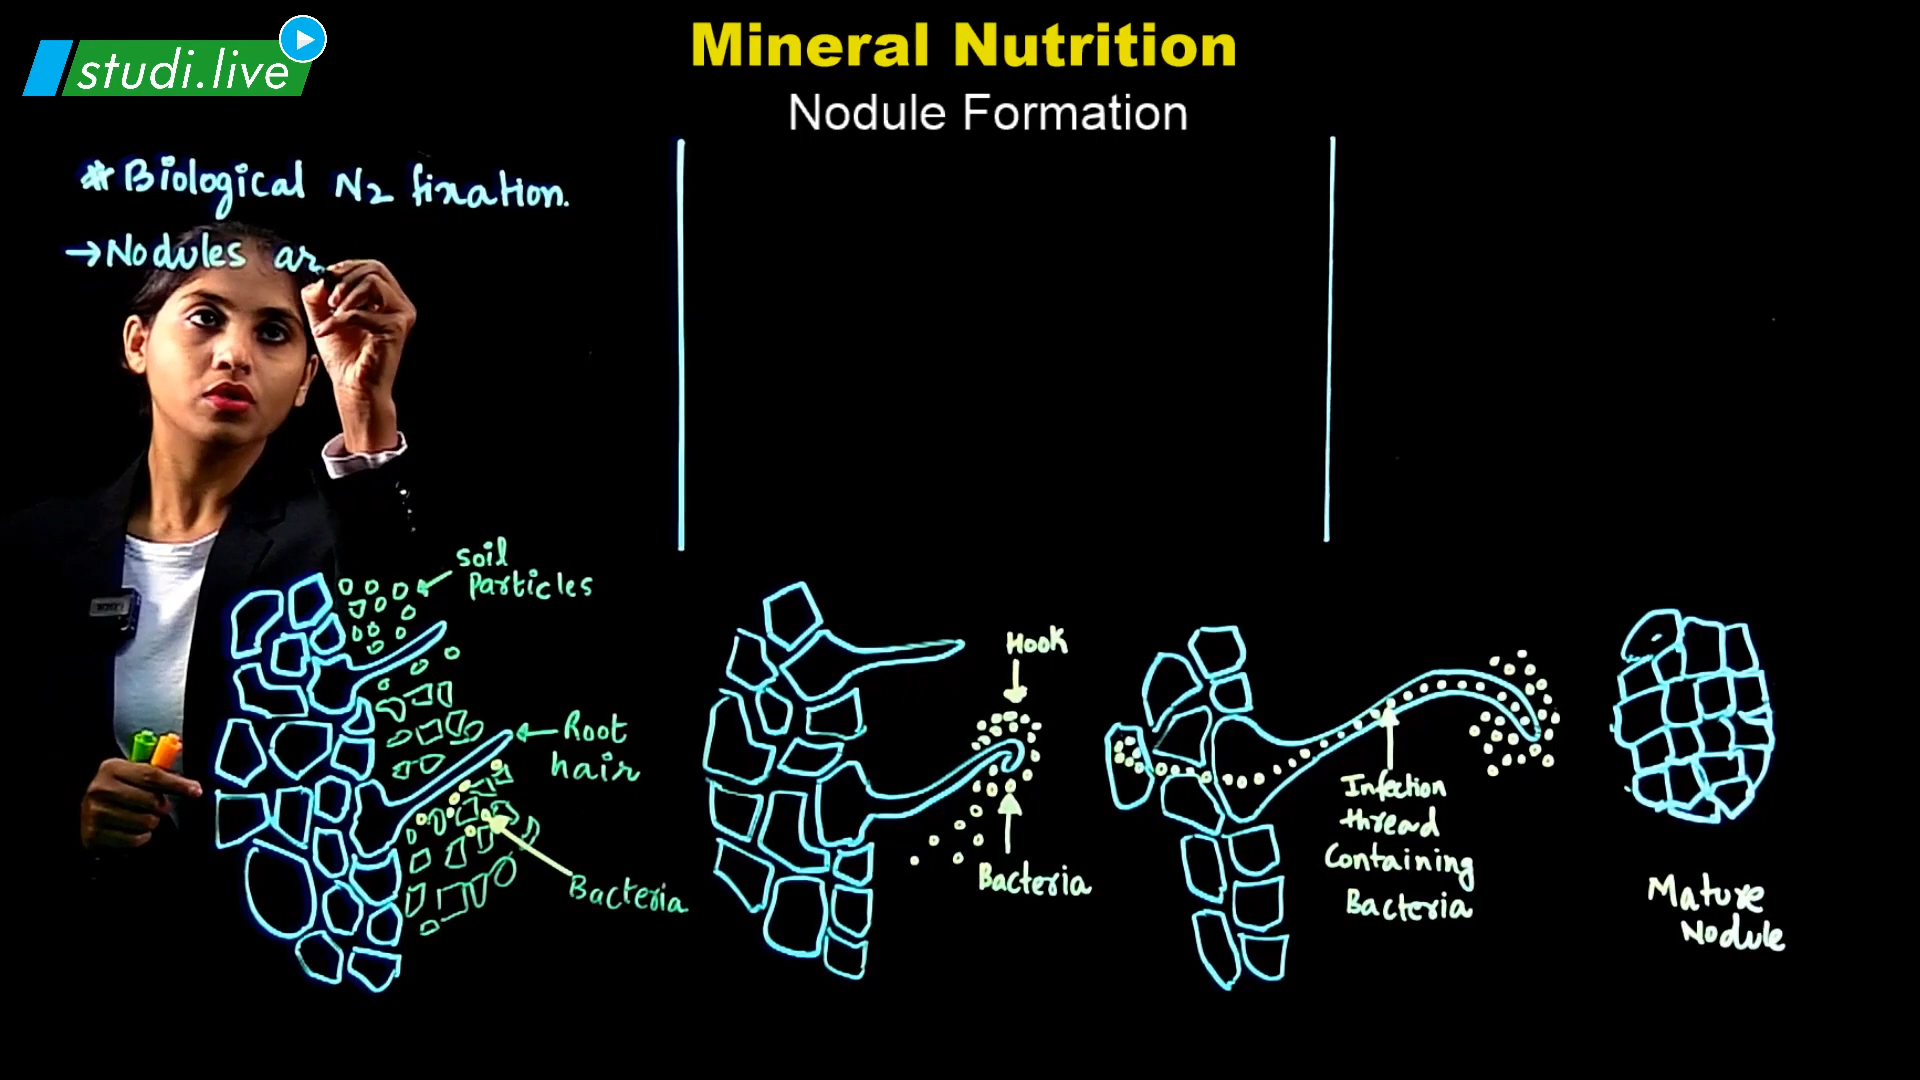 studi.live
Mineral Nutrition
Nodule Formation
* Biological N2 fixation.
→ Nodules ar
Soil
Particles
Root
hair
Bacteria
Hook
Bacteria
Infection
thread
Containing
Bacteria
Mature
Nodule